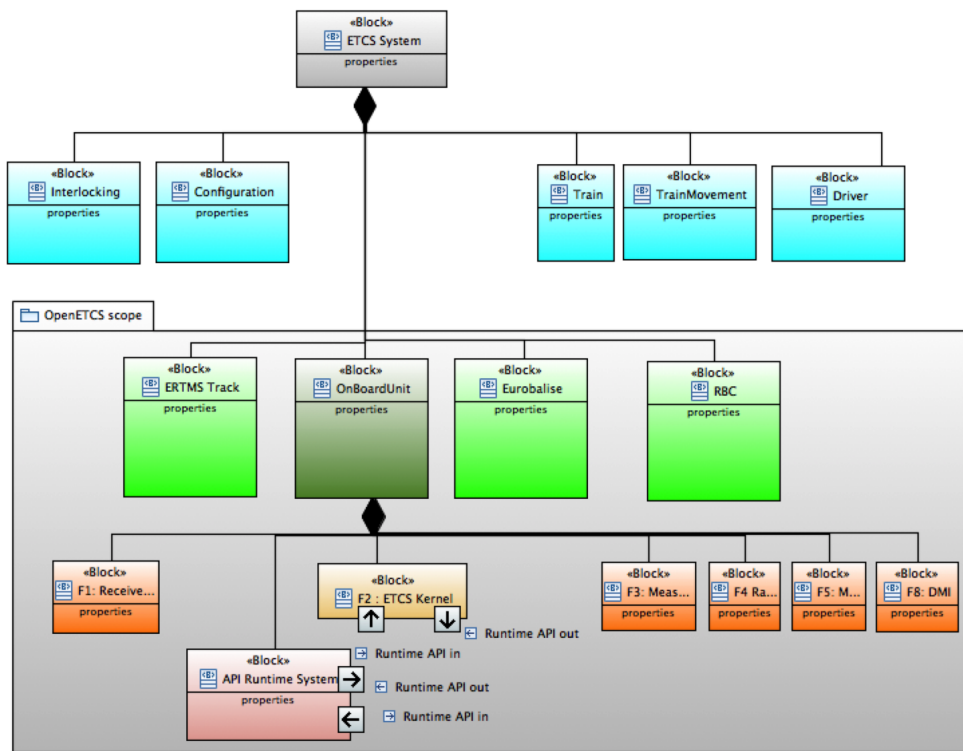 «Block»
ETCS System
properties
«Block»
Interlocking
properties
«Block»
Configuration
properties
«Block»
Train
properties
«Block»
TrainMovement
properties
«Block»
Driver
properties
OpenETCS scope
«Block»
ERTMS Track
properties
«Block»
OnBoardUnit
properties
«Block»
Eurobalise
properties
«Block»
RBC
properties
«Block»
F1: Receive...
properties
«Block»
F2 : ETCS Kernel
«Block»
F3: Meas...
properties
«Block»
F4 Ra...
properties
«Block»
F5: M...
properties
«Block»
F8: DMI
properties
Runtime API out
Runtime API in
«Block»
API Runtime System
properties
Runtime API out
Runtime API in